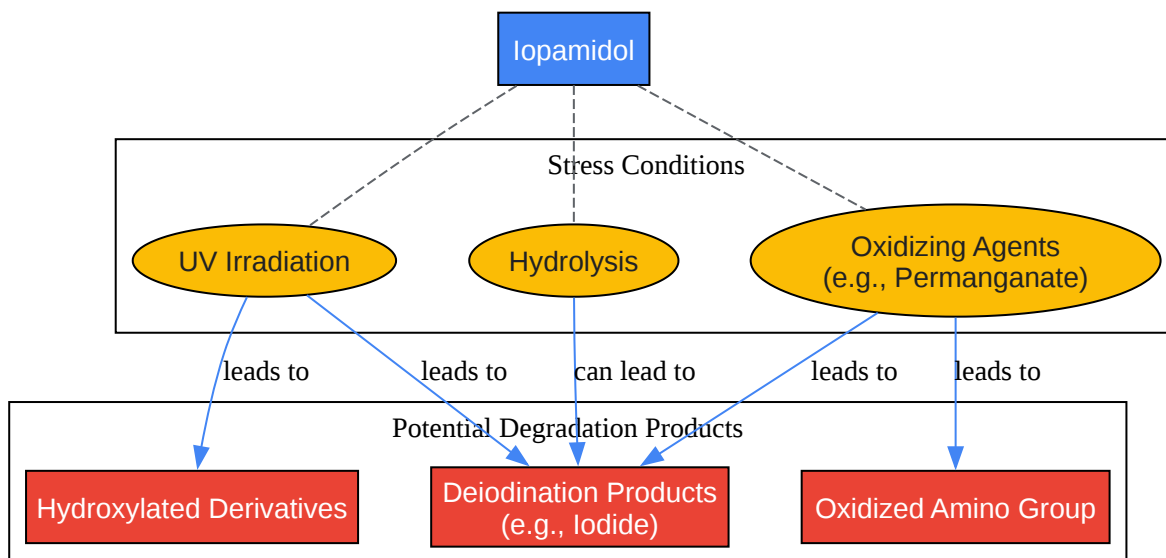 Iopamidol
Stress Conditions
UV Irradiation
Hydrolysis
Oxidizing Agents
(e.g., Permanganate)
leads to
leads to
can lead to
leads to
leads to
Potential Degradation Products
Hydroxylated Derivatives
Deiodination Products
(e.g., Iodide)
Oxidized Amino Group